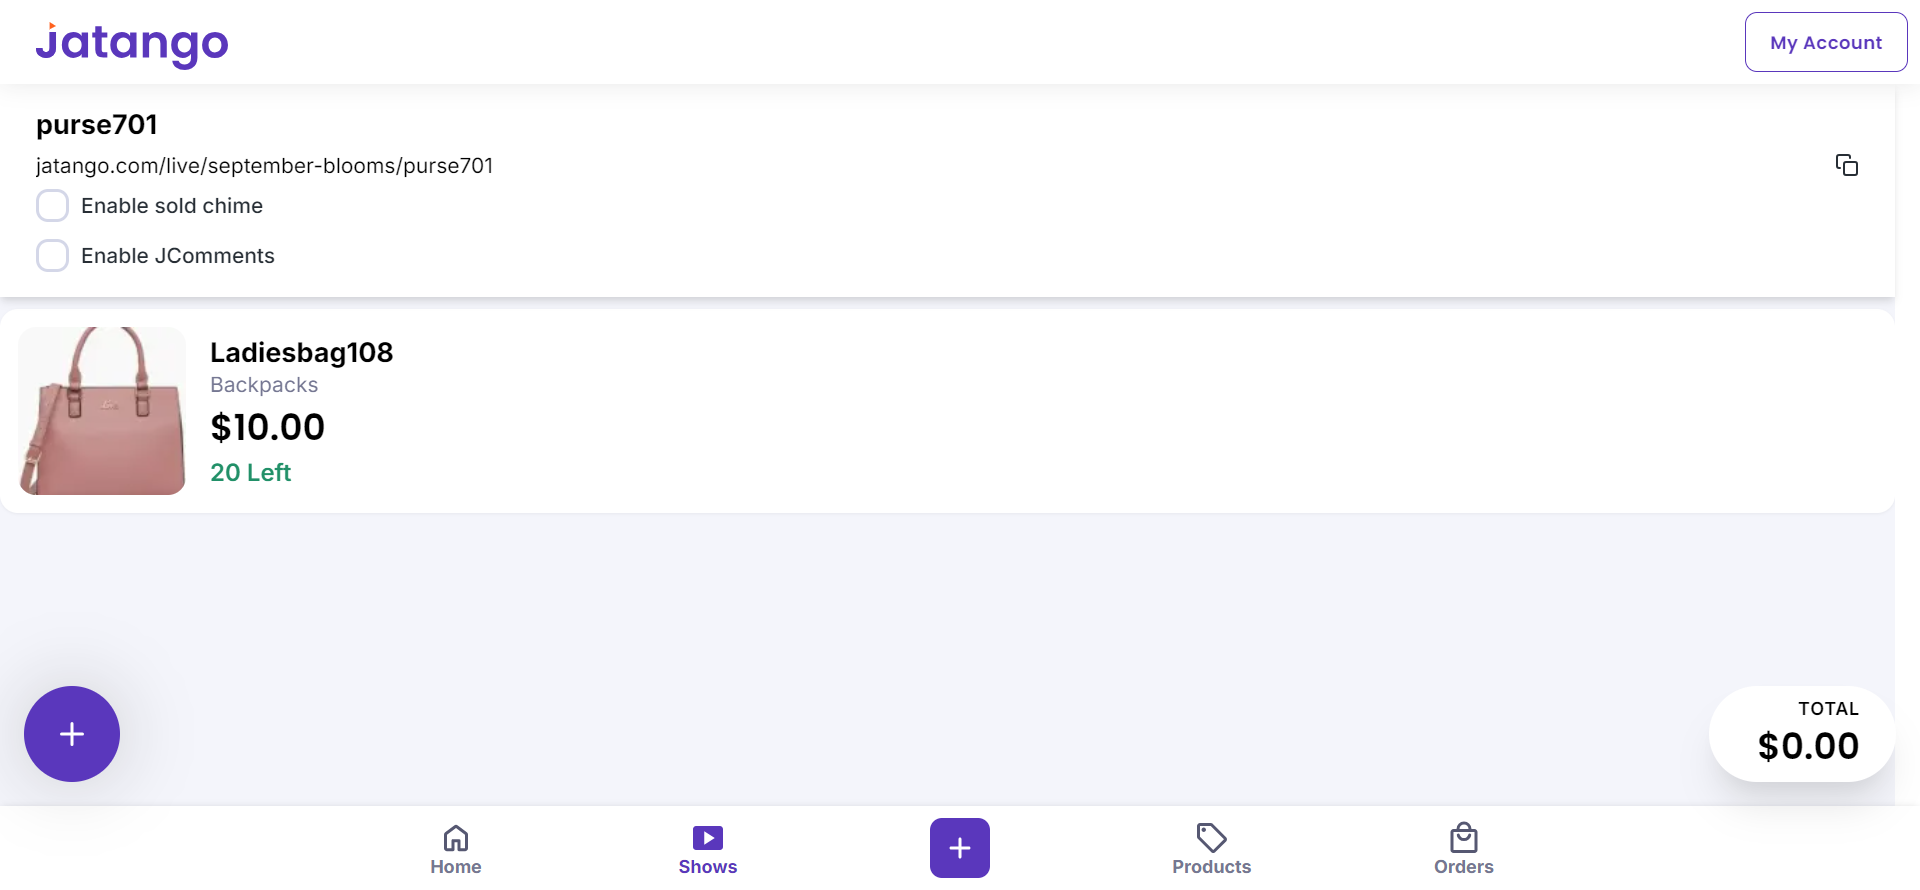 Jatango
My Account
purse701
jatango.com/live/september-blooms/purse701
Enable sold chime
Enable JComments
Ladiesbag108
Backpacks
$10.00
20 Left
TOTAL
$0.00
Home
Shows
Products
Orders